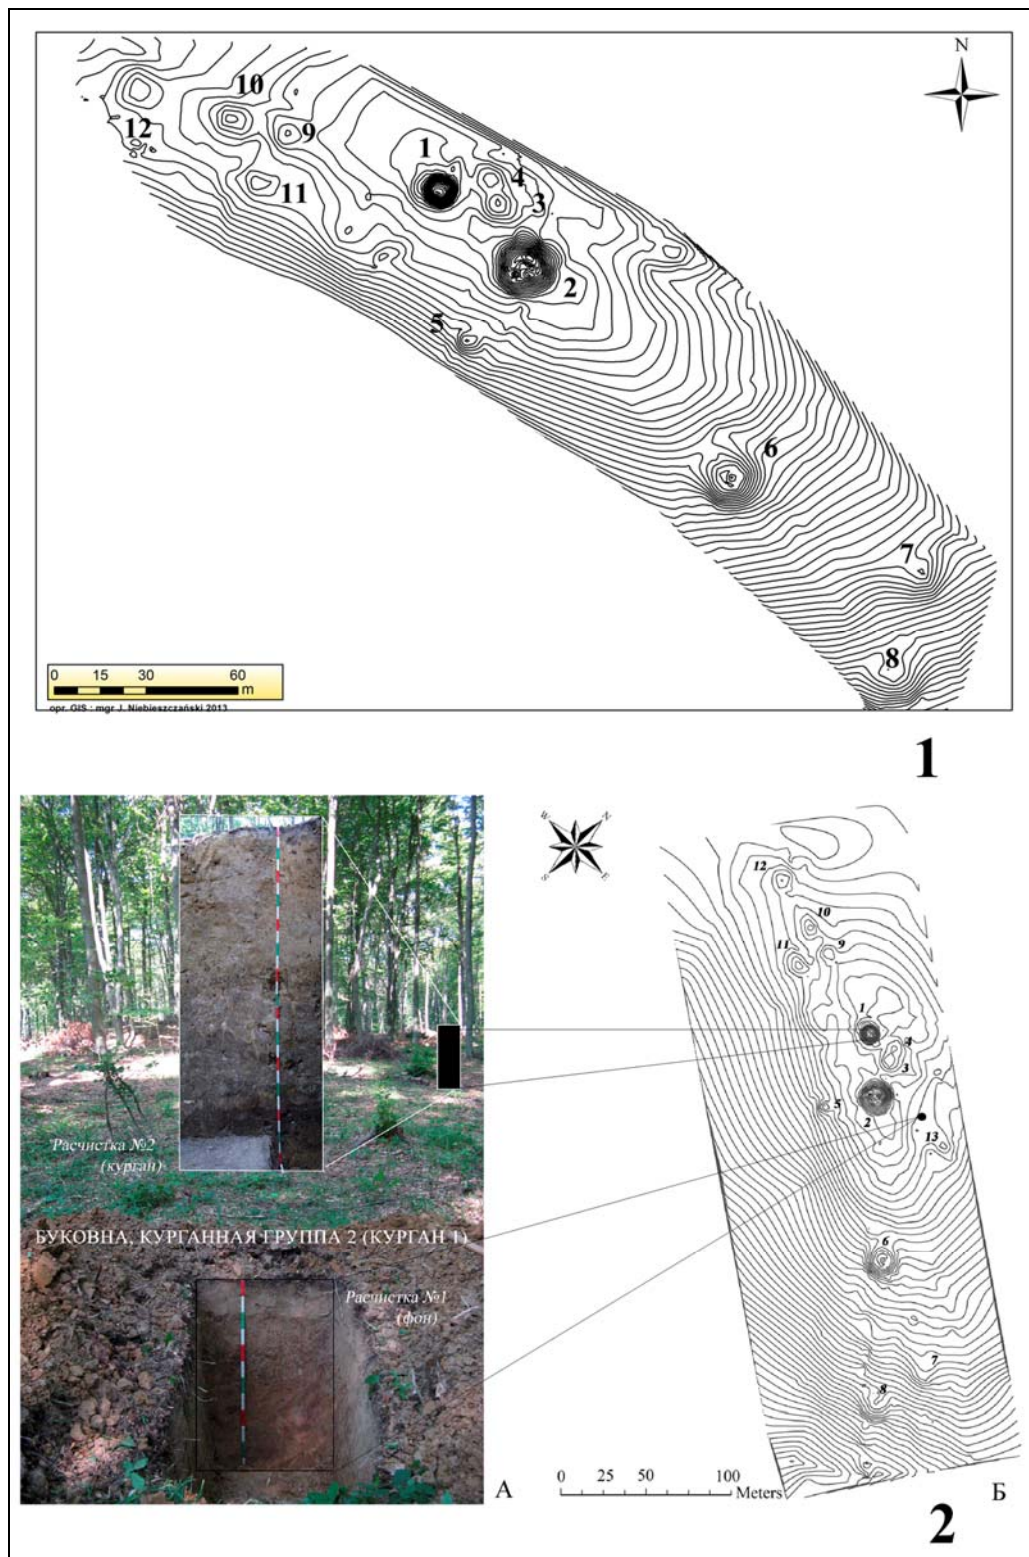 N
10
12
9
1
4
11
3
2
5
6
7
8
0 15 30 60
m
opr. GIS : mgr J. Niebieszczański 2013
1
W N
S E
12
10
11 9
1
4
3
5
2
13
6
7
8
Расчистка №2
(курган)
БУКОВНА, КУРГАННАЯ ГРУППА 2 (КУРГАН 1)
Расчистка №1
(фон)
0 25 50 100
Meters
А
Б
2